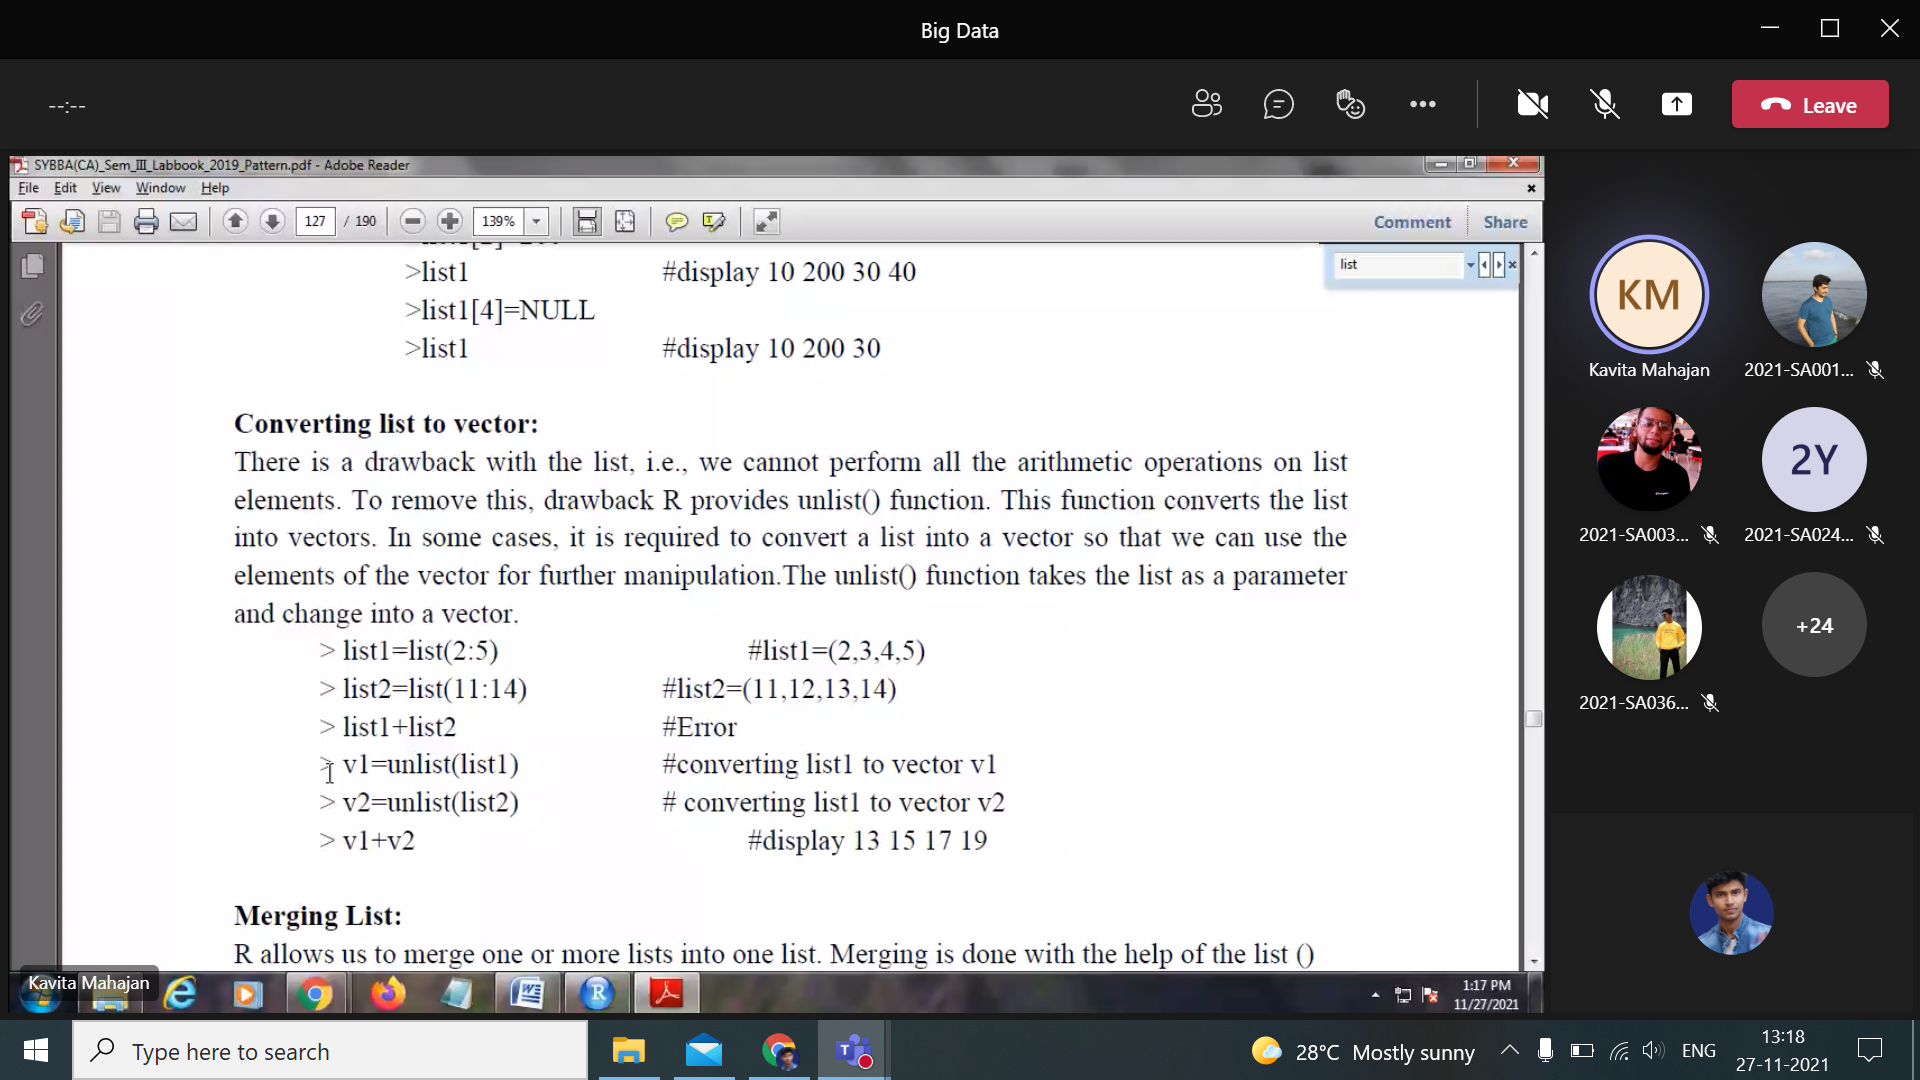 Big Data
--:--
Leave
SYBBA(CA)_Sem_III_Labbook_2019_Pattern.pdf - Adobe Reader
File Edit View Window Help
127 / 190 139% Comment Share
list
>list1 #display 10 200 30 40
>list1[4]=NULL
>list1 #display 10 200 30
Converting list to vector:
There is a drawback with the list, i.e., we cannot perform all the arithmetic operations on list
elements. To remove this, drawback R provides unlist() function. This function converts the list
into vectors. In some cases, it is required to convert a list into a vector so that we can use the
elements of the vector for further manipulation.The unlist() function takes the list as a parameter
and change into a vector.
> list1=list(2:5) #list1=(2,3,4,5)
> list2=list(11:14) #list2=(11,12,13,14)
> list1+list2 #Error
> v1=unlist(list1) #converting list1 to vector v1
> v2=unlist(list2) # converting list1 to vector v2
> v1+v2 #display 13 15 17 19
Merging List:
R allows us to merge one or more lists into one list. Merging is done with the help of the list ()
Kavita Mahajan
1:17 PM
11/27/2021
KM
Kavita Mahajan
2021-SA001...
2021-SA003...
2Y
2021-SA024...
2021-SA036...
+24
Type here to search
28°C Mostly sunny
ENG
13:18
27-11-2021